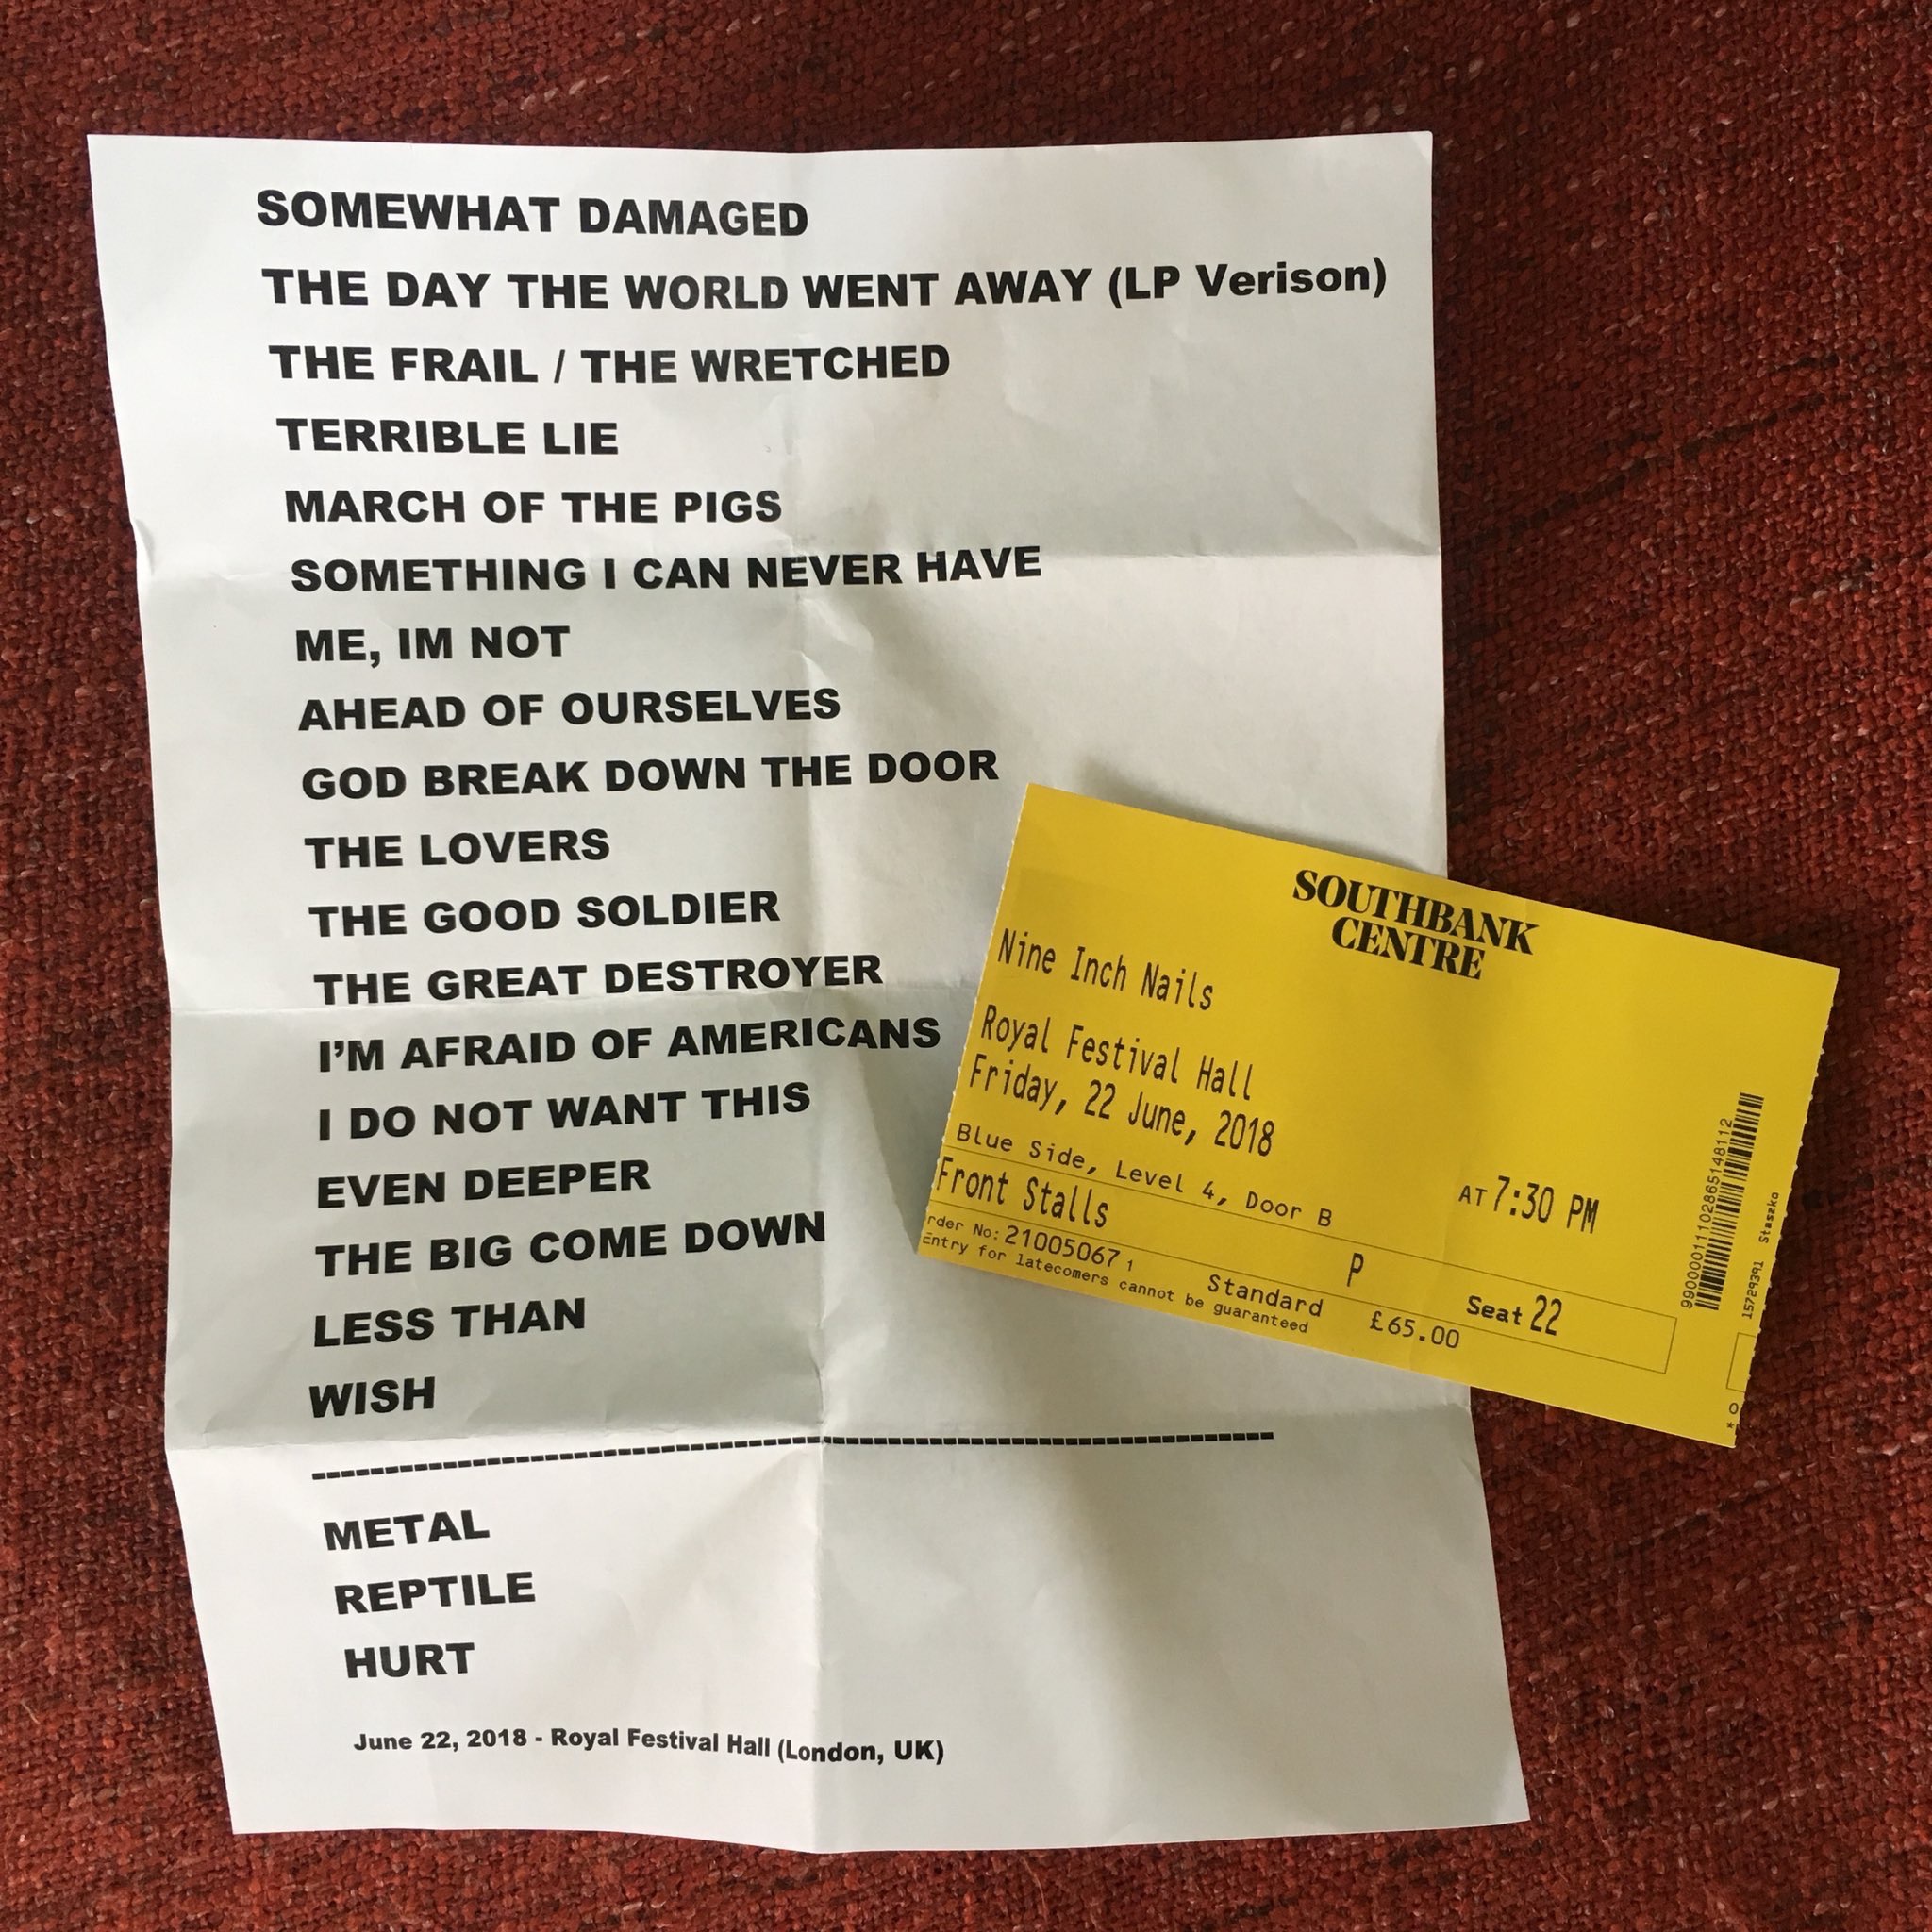 SOMEWHAT DAMAGED
THE DAY THE WORLD WENT AWAY (LP Verison)
THE FRAIL / THE WRETCHED
TERRIBLE LIE
MARCH OF THE PIGS
SOMETHING I CAN NEVER HAVE
ME, IM NOT
AHEAD OF OURSELVES
GOD BREAK DOWN THE DOOR
THE LOVERS
THE GOOD SOLDIER
THE GREAT DESTROYER
I’M AFRAID OF AMERICANS
I DO NOT WANT THIS
EVEN DEEPER
THE BIG COME DOWN
LESS THAN
WISH
------------------------------------------------------------------
METAL
REPTILE
HURT
June 22, 2018 - Royal Festival Hall (London, UK)
SOUTHBANK
CENTRE
Nine Inch Nails
Royal Festival Hall
Friday, 22 June, 2018
AT 7:30 PM
Blue Side, Level 4, Door B
Front Stalls P Seat 22
rder No: 21005067 1 Standard £65.00
Entry for latecomers cannot be guaranteed
99000011102865148112
15729391 Staszko